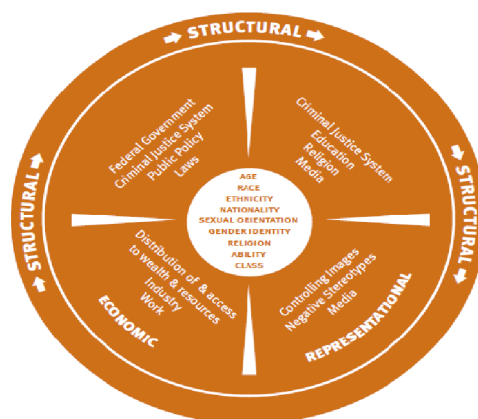 STRUCTURAL
Federal Government
Criminal Justice System
Public Policy
Laws
Criminal Justice System
Education
Religion
Media
STRUCTURAL
AGE
RACE
ETHNICITY
NATIONALITY
SEXUAL ORIENTATION
GENDER IDENTITY
RELIGION
ABILITY
CLASS
STRUCTURAL
Distribution of & access
to wealth & resources
Industry
Work
ECONOMIC
Controlling Images
Negative Stereotypes
Media
REPRESENTATIONAL